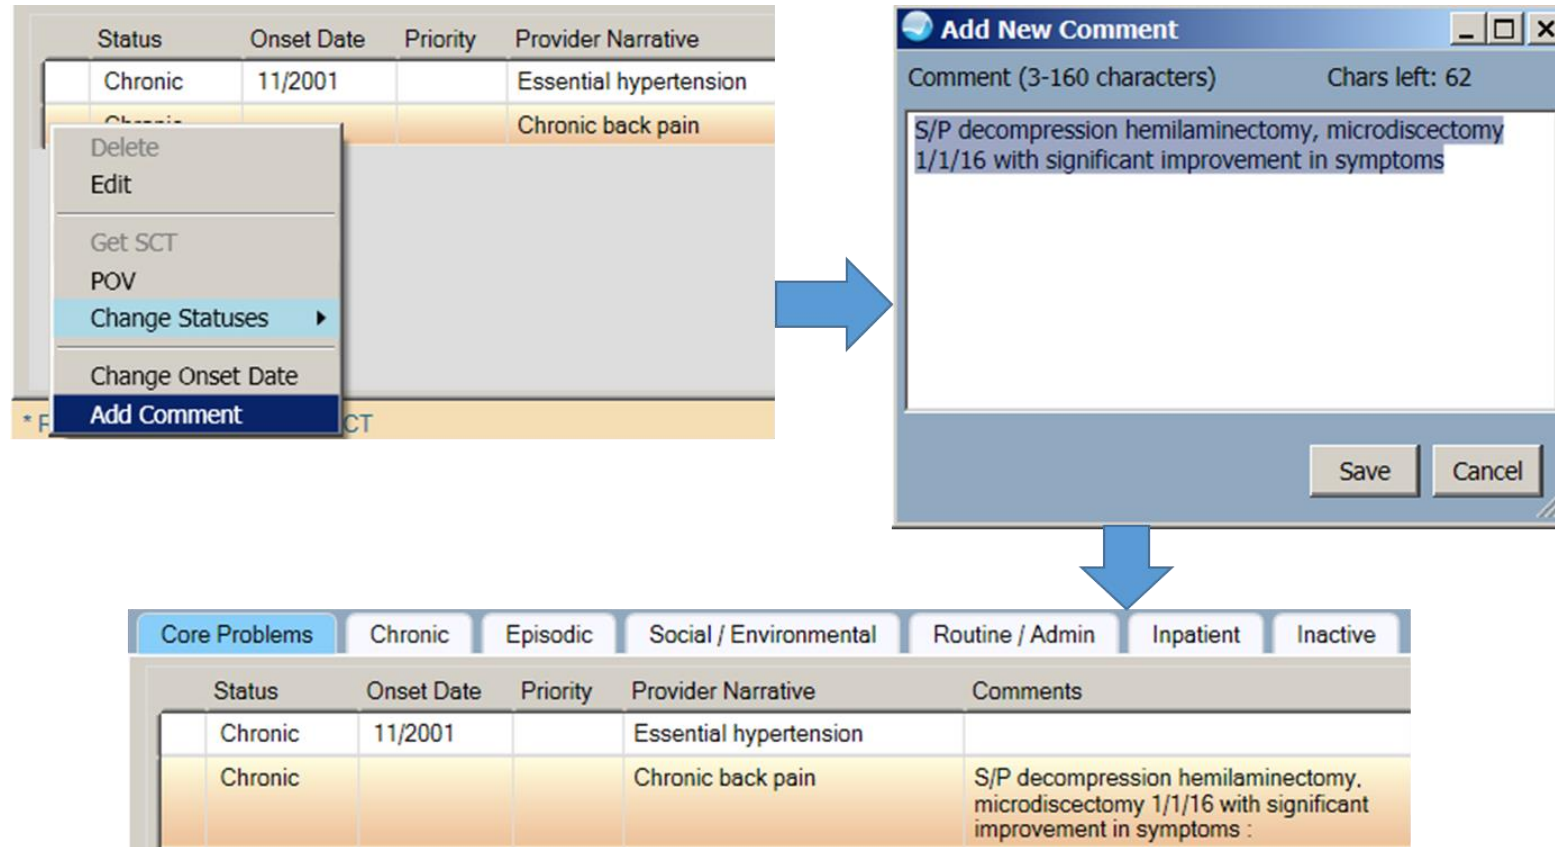 Status Onset Date Priority Provider Narrative
Chronic 11/2001 Essential hypertension
Chronic Chronic back pain
Delete
Edit
Get SCT
POV
Change Statuses
Change Onset Date
Add Comment
* CT
Add New Comment
Comment (3-160 characters) Chars left: 62
S/P decompression hemilaminectomy, microdiscectomy
1/1/16 with significant improvement in symptoms
Save Cancel
Core Problems Chronic Episodic Social / Environmental Routine / Admin Inpatient Inactive
Status Onset Date Priority Provider Narrative Comments
Chronic 11/2001 Essential hypertension
Chronic Chronic back pain S/P decompression hemilaminectomy,
microdiscectomy 1/1/16 with significant
improvement in symptoms :